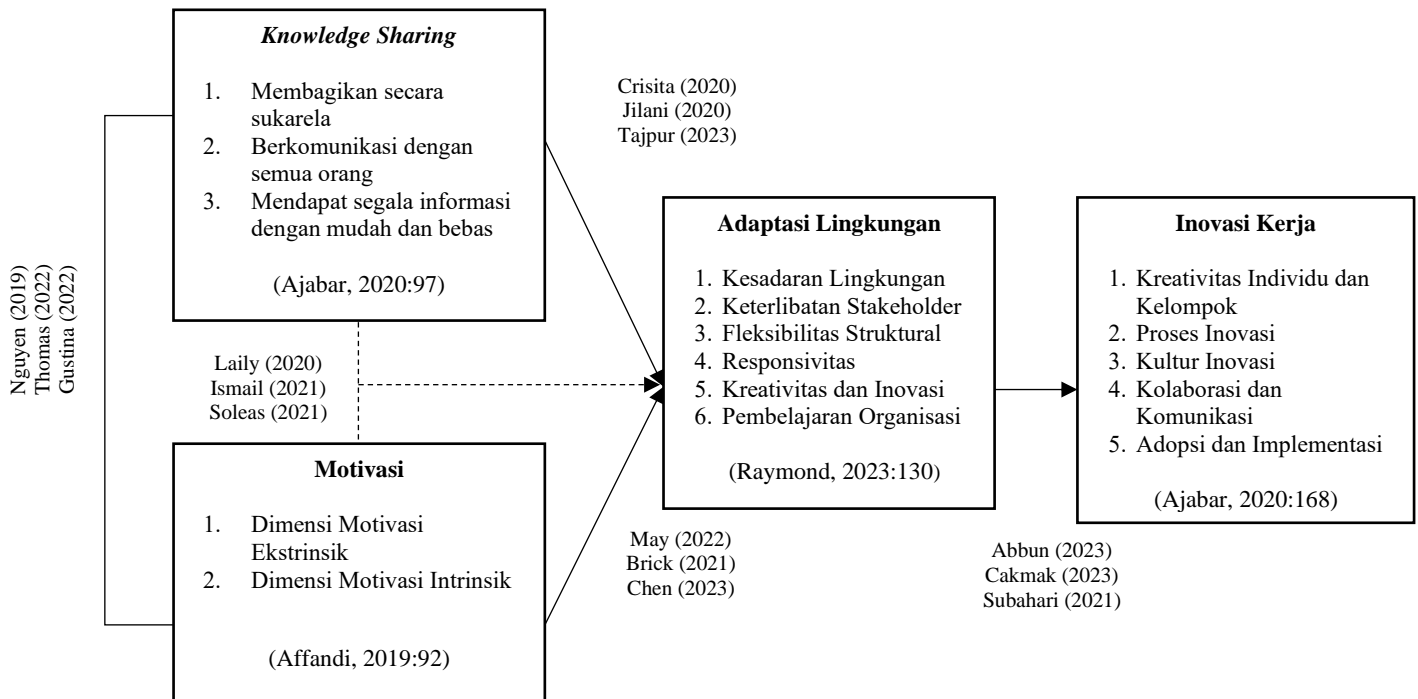 Knowledge Sharing
1. Membagikan secara
sukarela
2. Berkomunikasi dengan
semua orang
3. Mendapat segala informasi
dengan mudah dan bebas
(Ajabar, 2020:97)
Crisita (2020)
Jilani (2020)
Tajpur (2023)
Nguyen (2019)
Thomas (2022)
Gustina (2022)
Laily (2020)
Ismail (2021)
Soleas (2021)
Motivasi
1. Dimensi Motivasi
Ekstrinsik
2. Dimensi Motivasi Intrinsik
(Affandi, 2019:92)
Adaptasi Lingkungan
1. Kesadaran Lingkungan
2. Keterlibatan Stakeholder
3. Fleksibilitas Struktural
4. Responsivitas
5. Kreativitas dan Inovasi
6. Pembelajaran Organisasi
(Raymond, 2023:130)
May (2022)
Brick (2021)
Chen (2023)
Inovasi Kerja
1. Kreativitas Individu dan
Kelompok
2. Proses Inovasi
3. Kultur Inovasi
4. Kolaborasi dan
Komunikasi
5. Adopsi dan Implementasi
(Ajabar, 2020:168)
Abbun (2023)
Cakmak (2023)
Subahari (2021)